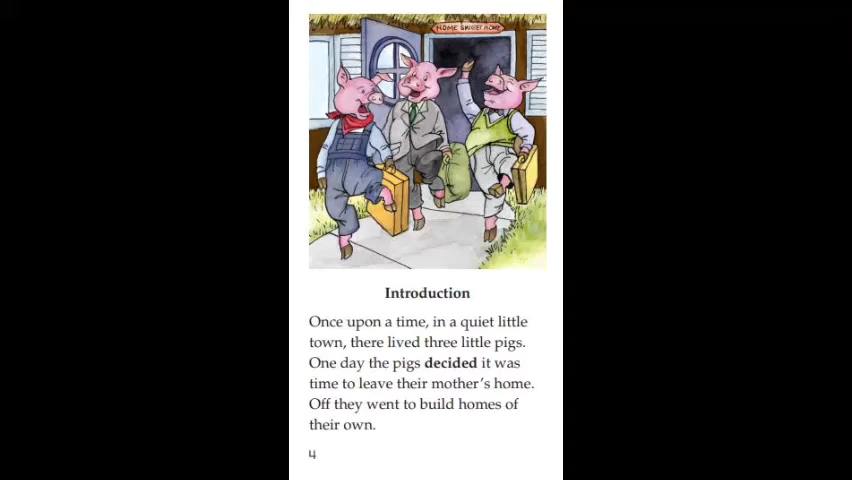 HOME SWEET HOME
Introduction
Once upon a time, in a quiet little
town, there lived three little pigs.
One day the pigs decided it was
time to leave their mother's home.
Off they went to build homes of
their own.
4